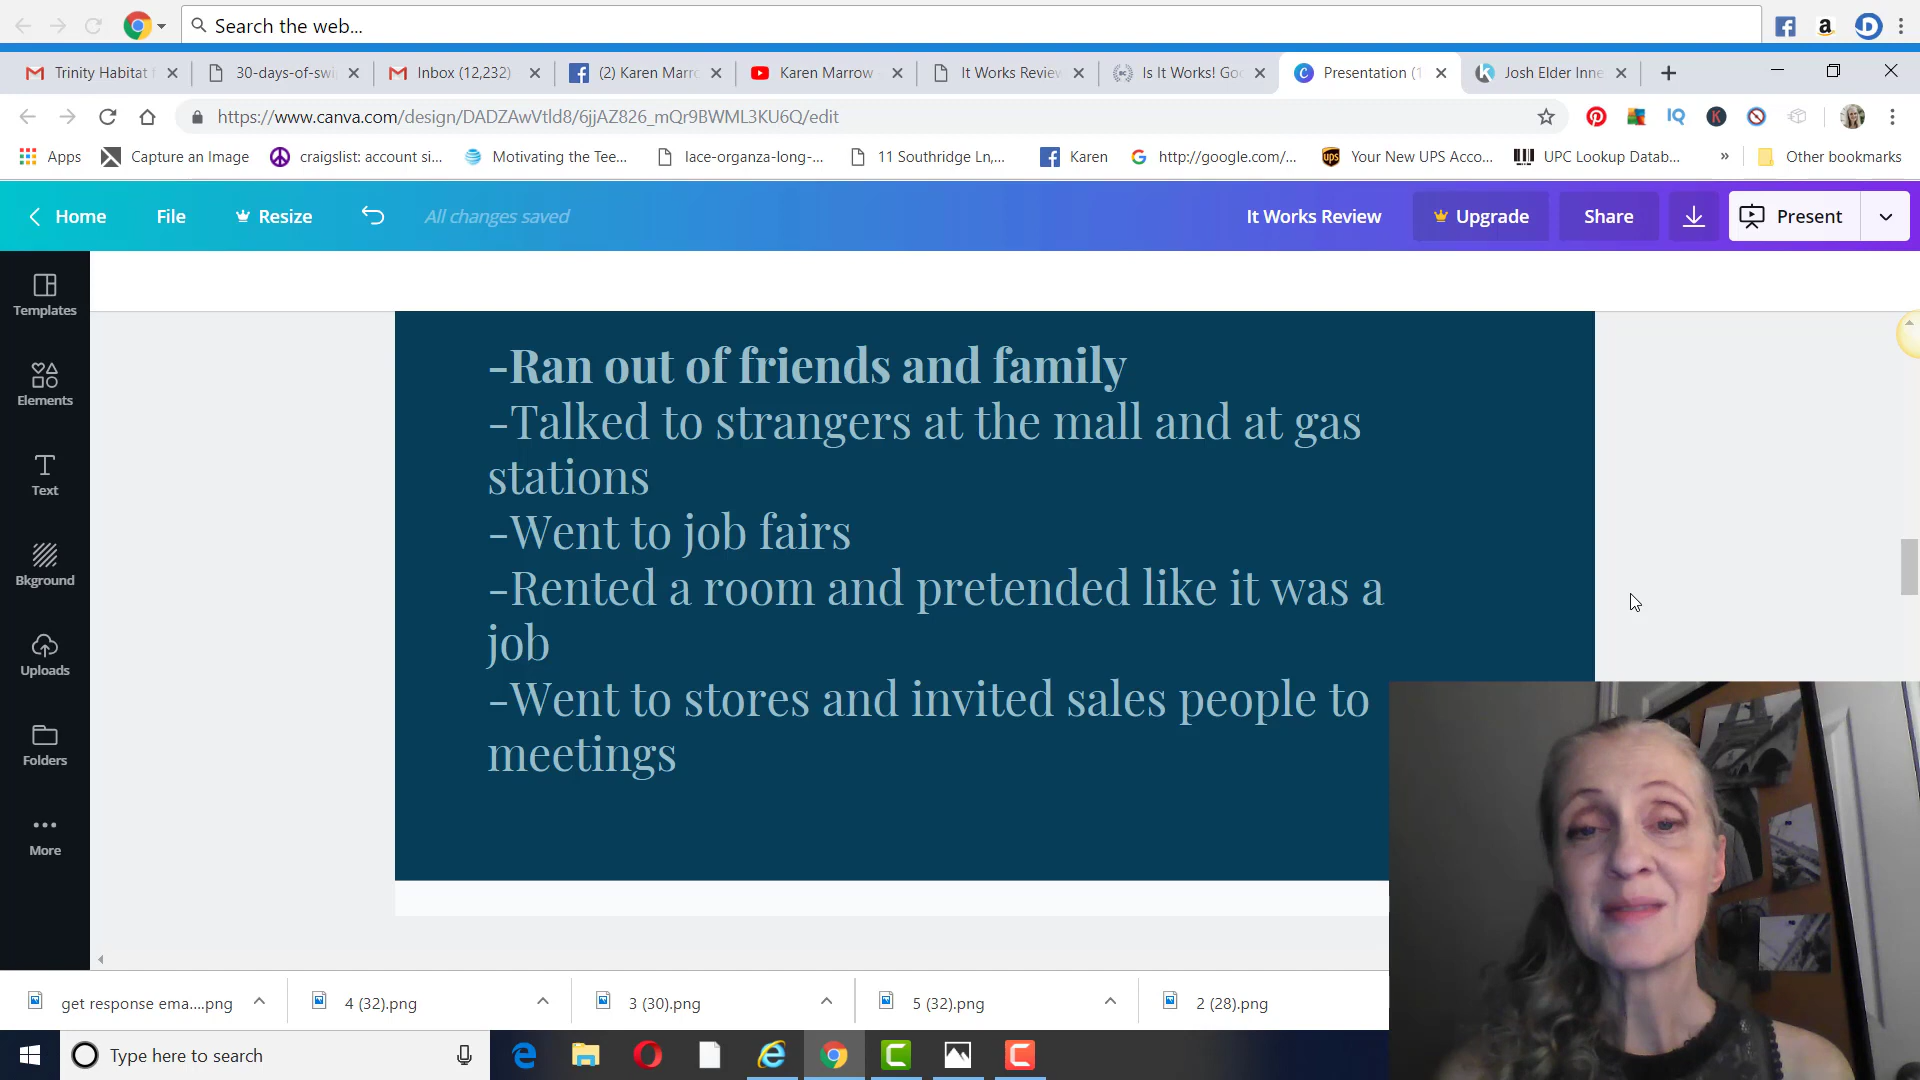 Search the web...
Trinity Habitat
30-days-of-swi
Inbox (12,232)
(2) Karen Marro
Karen Marrow
It Works Review
Is It Works! Go
Presentation (1
Josh Elder Inne
https://www.canva.com/design/DADZAwVtld8/6jjAZ826_mQr9BWML3KU6Q/edit
IQ
K
Apps
Capture an Image
craigslist: account si...
Motivating the Tee...
lace-organza-long-...
11 Southridge Ln,...
Karen
http://google.com/...
Your New UPS Acco...
UPC Lookup Datab...
»
Other bookmarks
Home
File
Resize
All changes saved
It Works Review
Upgrade
Share
Present
Templates
Elements
Text
Bkground
Uploads
Folders
More
-Ran out of friends and family
-Talked to strangers at the mall and at gas
stations
-Went to job fairs
-Rented a room and pretended like it was a
job
-Went to stores and invited sales people to
meetings
get response ema....png
4 (32).png
3 (30).png
5 (32).png
2 (28).png
Type here to search